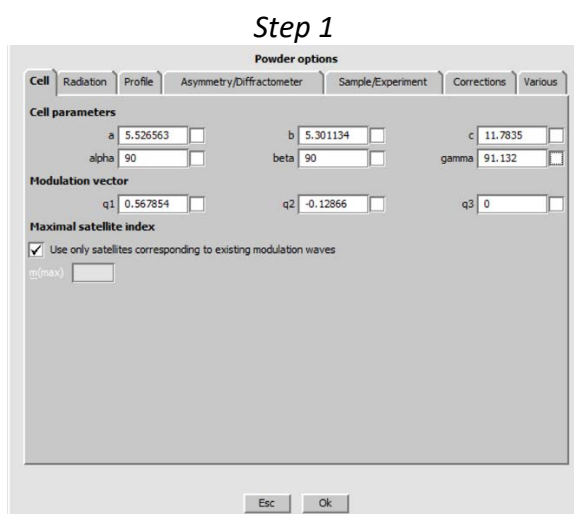 Step 1
Powder options
Cell Radiation Profile Asymmetry/Diffractometer Sample/Experiment Corrections Various
Cell parameters
a 5.526563 b 5.301134 c 11.7835
alpha 90 beta 90 gamma 91.132
Modulation vector
q1 0.567854 q2 -0.12866 q3 0
Maximal satellite index
Use only satellites corresponding to existing modulation waves
m(max)
Esc Ok